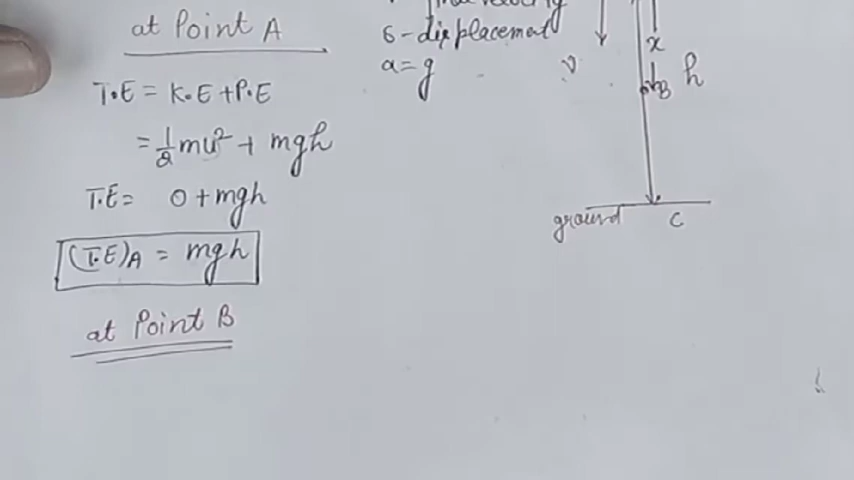 at Point A
T.E = K.E + P.E
= 1/2 mu² + mgh
T.E = 0 + mgh
(T.E)A = mgh
at Point B
s - displacement
a = g
v
x
B
h
ground
C